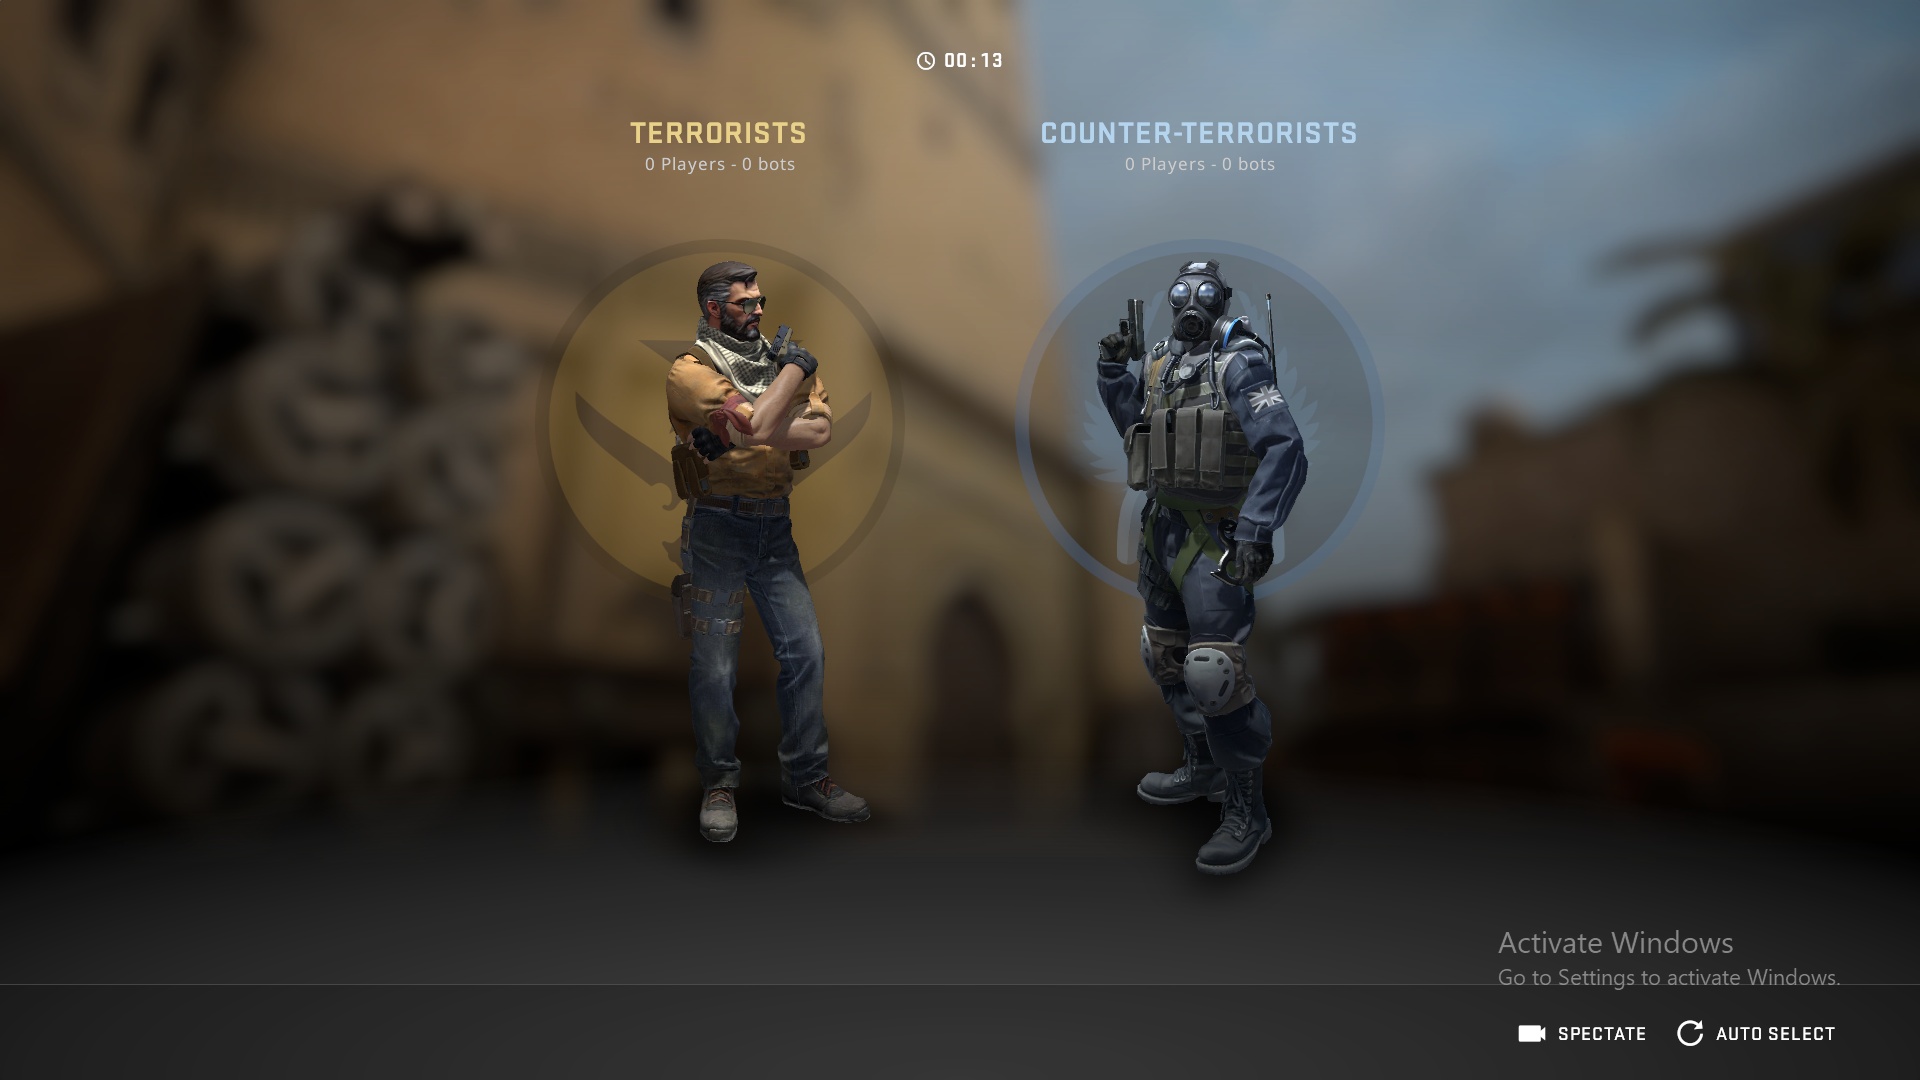 00:13
TERRORISTS
0 Players - 0 bots
COUNTER-TERRORISTS
0 Players - 0 bots
Activate Windows
Go to Settings to activate Windows.
SPECTATE
AUTO SELECT